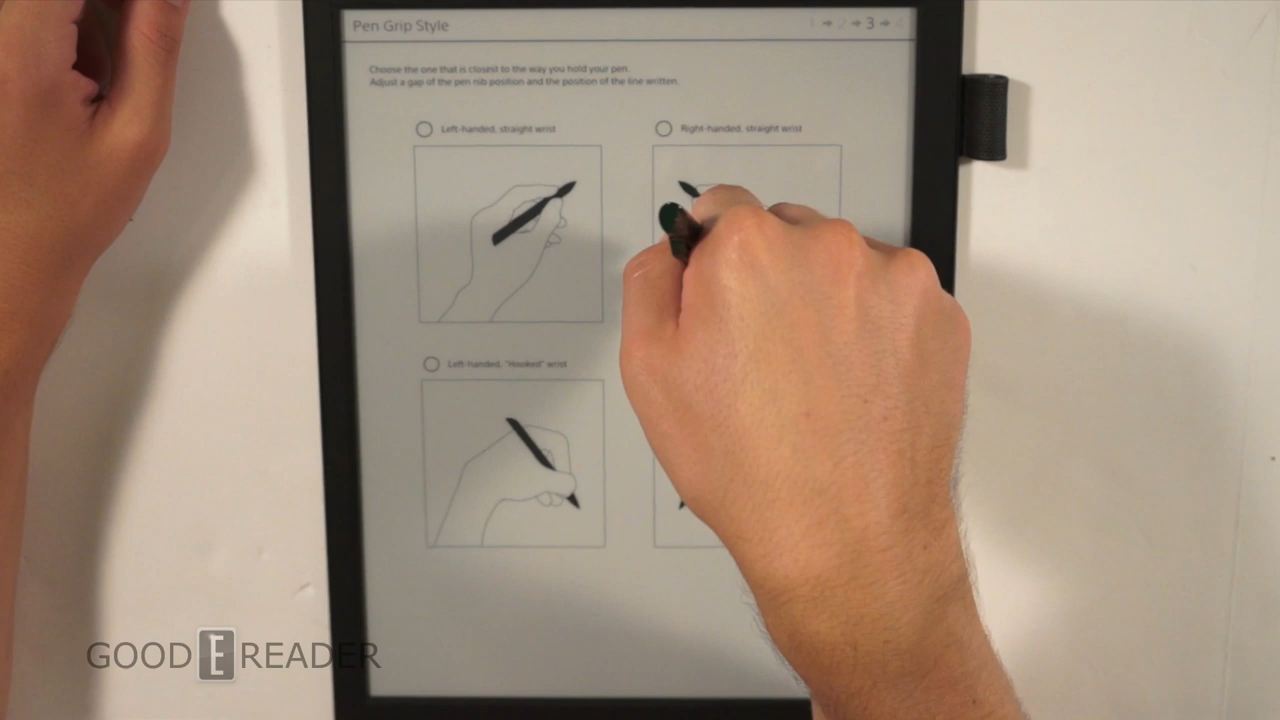 Pen Grip Style
1 ➔ 2 ➔ 3 ➔ 4
Choose the one that is closest to the way you hold your pen.
Adjust a gap of the pen nib position and the position of the line written.
Left-handed, straight wrist
Right-handed, straight wrist
Left-handed, "Hooked" wrist
GOOD E READER